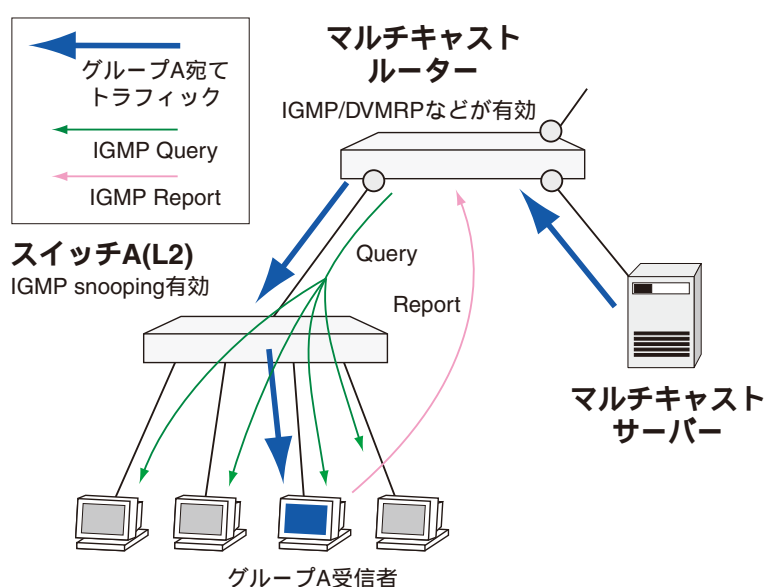 グループA宛て
トラフィック
IGMP Query
IGMP Report
マルチキャスト
ルーター
IGMP/DVMRPなどが有効
スイッチA(L2)
IGMP snooping有効
Query
Report
マルチキャスト
サーバー
グループA受信者